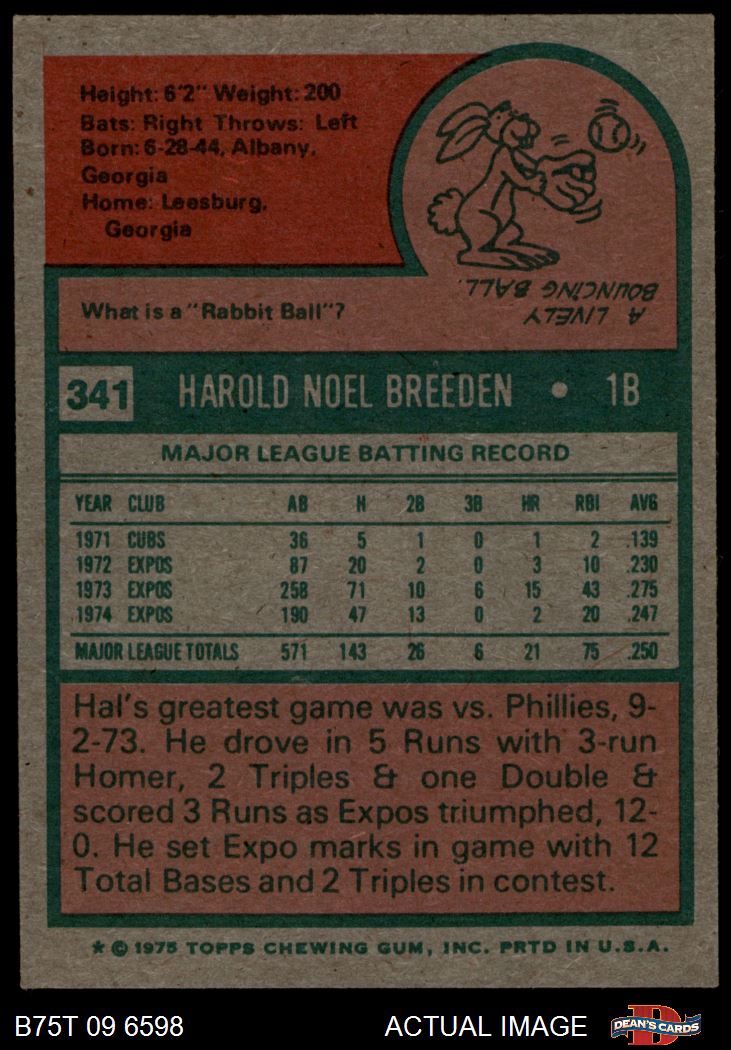 Height: 6'2" Weight: 200
Bats: Right Throws: Left
Born: 6-28-44, Albany,
Georgia
Home: Leesburg,
Georgia
What is a "Rabbit Ball"?
A LIVELY
BOUNCING BALL.
341 HAROLD NOEL BREEDEN • 1B
MAJOR LEAGUE BATTING RECORD
YEAR CLUB AB H 2B 3B HR RBI AVG
1971 CUBS 36 5 1 0 1 2 .139
1972 EXPOS 87 20 2 0 3 10 .230
1973 EXPOS 258 71 10 6 15 43 .275
1974 EXPOS 190 47 13 0 2 20 .247
MAJOR LEAGUE TOTALS 571 143 26 6 21 75 .250
Hal's greatest game was vs. Phillies, 9-
2-73. He drove in 5 Runs with 3-run
Homer, 2 Triples & one Double &
scored 3 Runs as Expos triumphed, 12-
0. He set Expo marks in game with 12
Total Bases and 2 Triples in contest.
* © 1975 TOPPS CHEWING GUM, INC. PRTD IN U.S.A.
B75T 09 6598 ACTUAL IMAGE DEAN'S CARDS